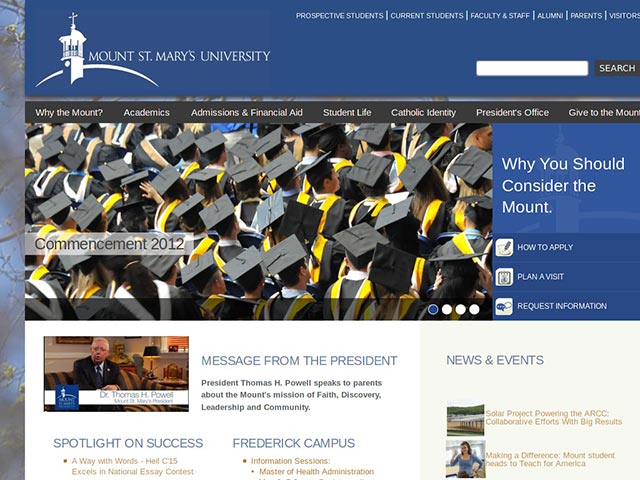 PROSPECTIVE STUDENTS | CURRENT STUDENTS | FACULTY & STAFF | ALUMNI | PARENTS | VISITORS
MOUNT ST. MARY'S UNIVERSITY
SEARCH
Why the Mount? Academics Admissions & Financial Aid Student Life Catholic Identity President's Office Give to the Mount
Commencement 2012
Why You Should
Consider the
Mount.
HOW TO APPLY
PLAN A VISIT
REQUEST INFORMATION
Dr. Thomas H. Powell
Mount St. Mary's President
MESSAGE FROM THE PRESIDENT
President Thomas H. Powell speaks to parents
about the Mount's mission of Faith, Discovery,
Leadership and Community.
SPOTLIGHT ON SUCCESS
A Way with Words - Heil C'15
Excels in National Essay Contest
FREDERICK CAMPUS
Information Sessions:
• Master of Health Administration
NEWS & EVENTS
Solar Project Powering the ARCC:
Collaborative Efforts With Big Results
Making a Difference: Mount student
heads to Teach for America